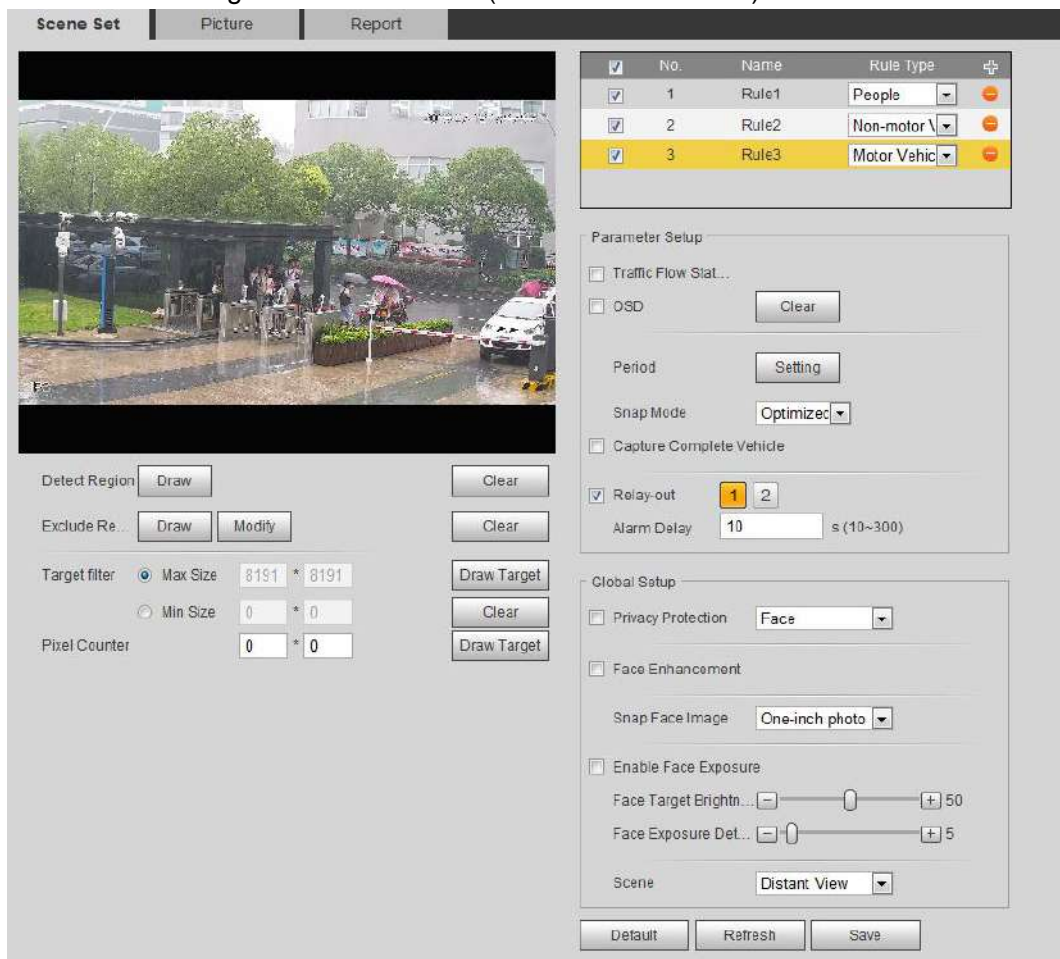 Scene Set Picture Report
No. Name Rule Type
1 Rule1 People
2 Rule2 Non-motor V
3 Rule3 Motor Vehic
Parameter Setup
Traffic Flow Stat...
OSD Clear
Period Setting
Snap Mode Optimized
Capture Complete Vehicle
Relay-out 1 2
Alarm Delay 10 s (10~300)
Detect Region Draw Clear
Exclude Re... Draw Modify Clear
Target filter Max Size 8191 * 8191 Draw Target
Min Size 0 * 0 Clear
Pixel Counter 0 * 0 Draw Target
Global Setup
Privacy Protection Face
Face Enhancement
Snap Face Image One-inch photo
Enable Face Exposure
Face Target Brightn... 50
Face Exposure Det... 5
Scene Distant View
Default Refresh Save